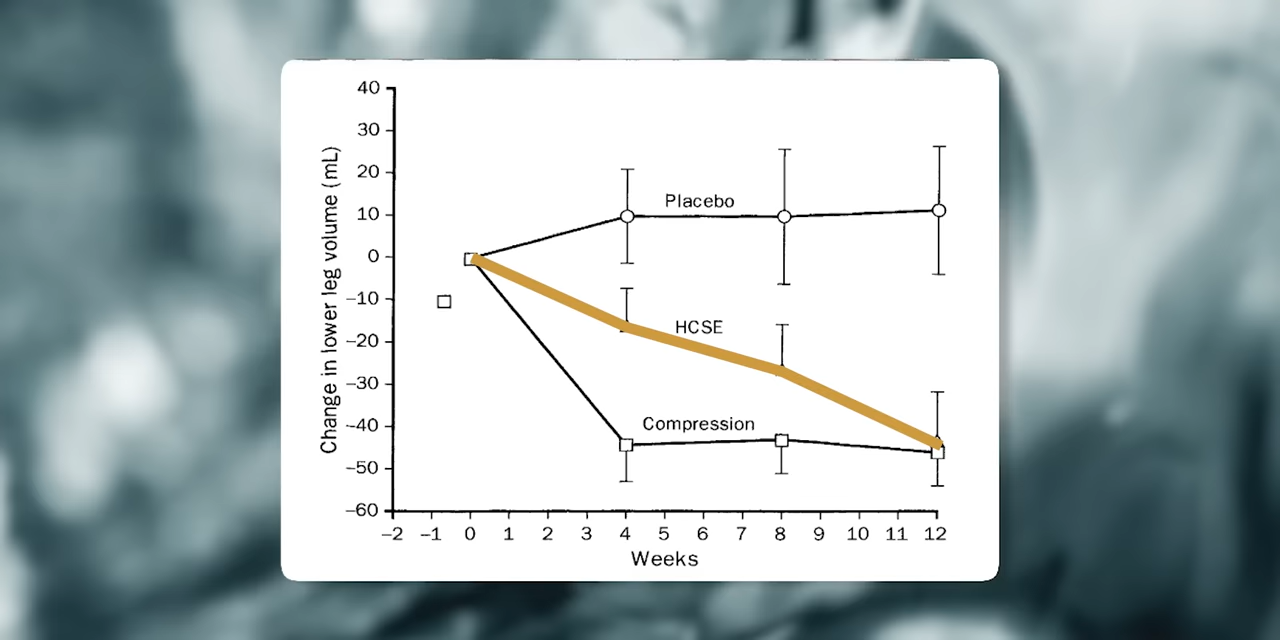 40
30
20
10
0
–10
–20
–30
–40
–50
–60
Change in lower leg volume (mL)
Placebo
HCSE
Compression
–2 –1 0 1 2 3 4 5 6 7 8 9 10 11 12
Weeks